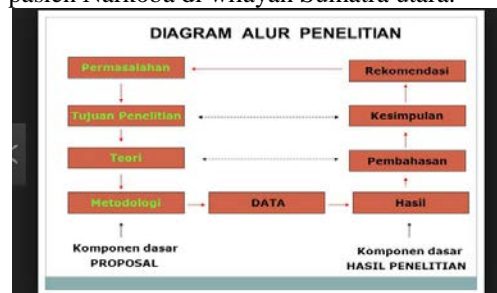 pasien Narkoba di wilayah Sumatra utara.
DIAGRAM ALUR PENELITIAN
Permasalahan
Rekomendasi
Tujuan Penelitian
Kesimpulan
Teori
Pembahasan
Metodologi
DATA
Hasil
Komponen dasar
PROPOSAL
Komponen dasar
HASIL PENELITIAN